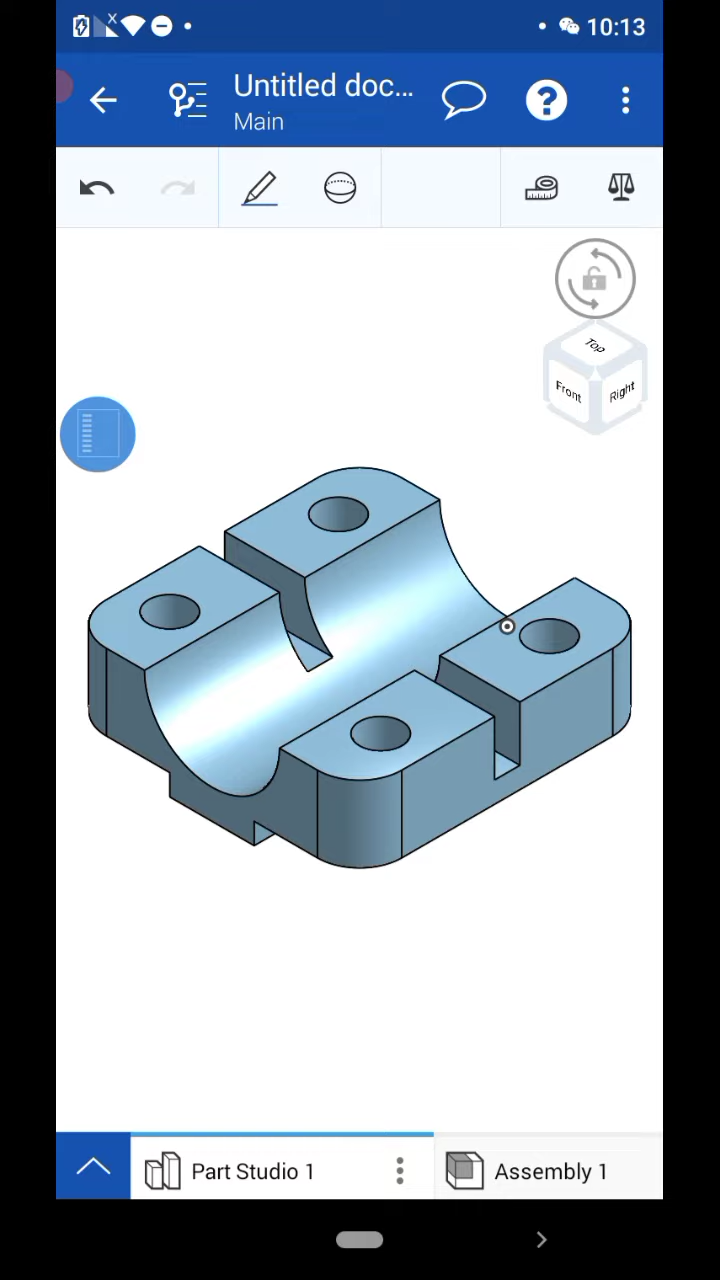 10:13
Untitled doc...
Main
Top
Front
Right
Part Studio 1
Assembly 1